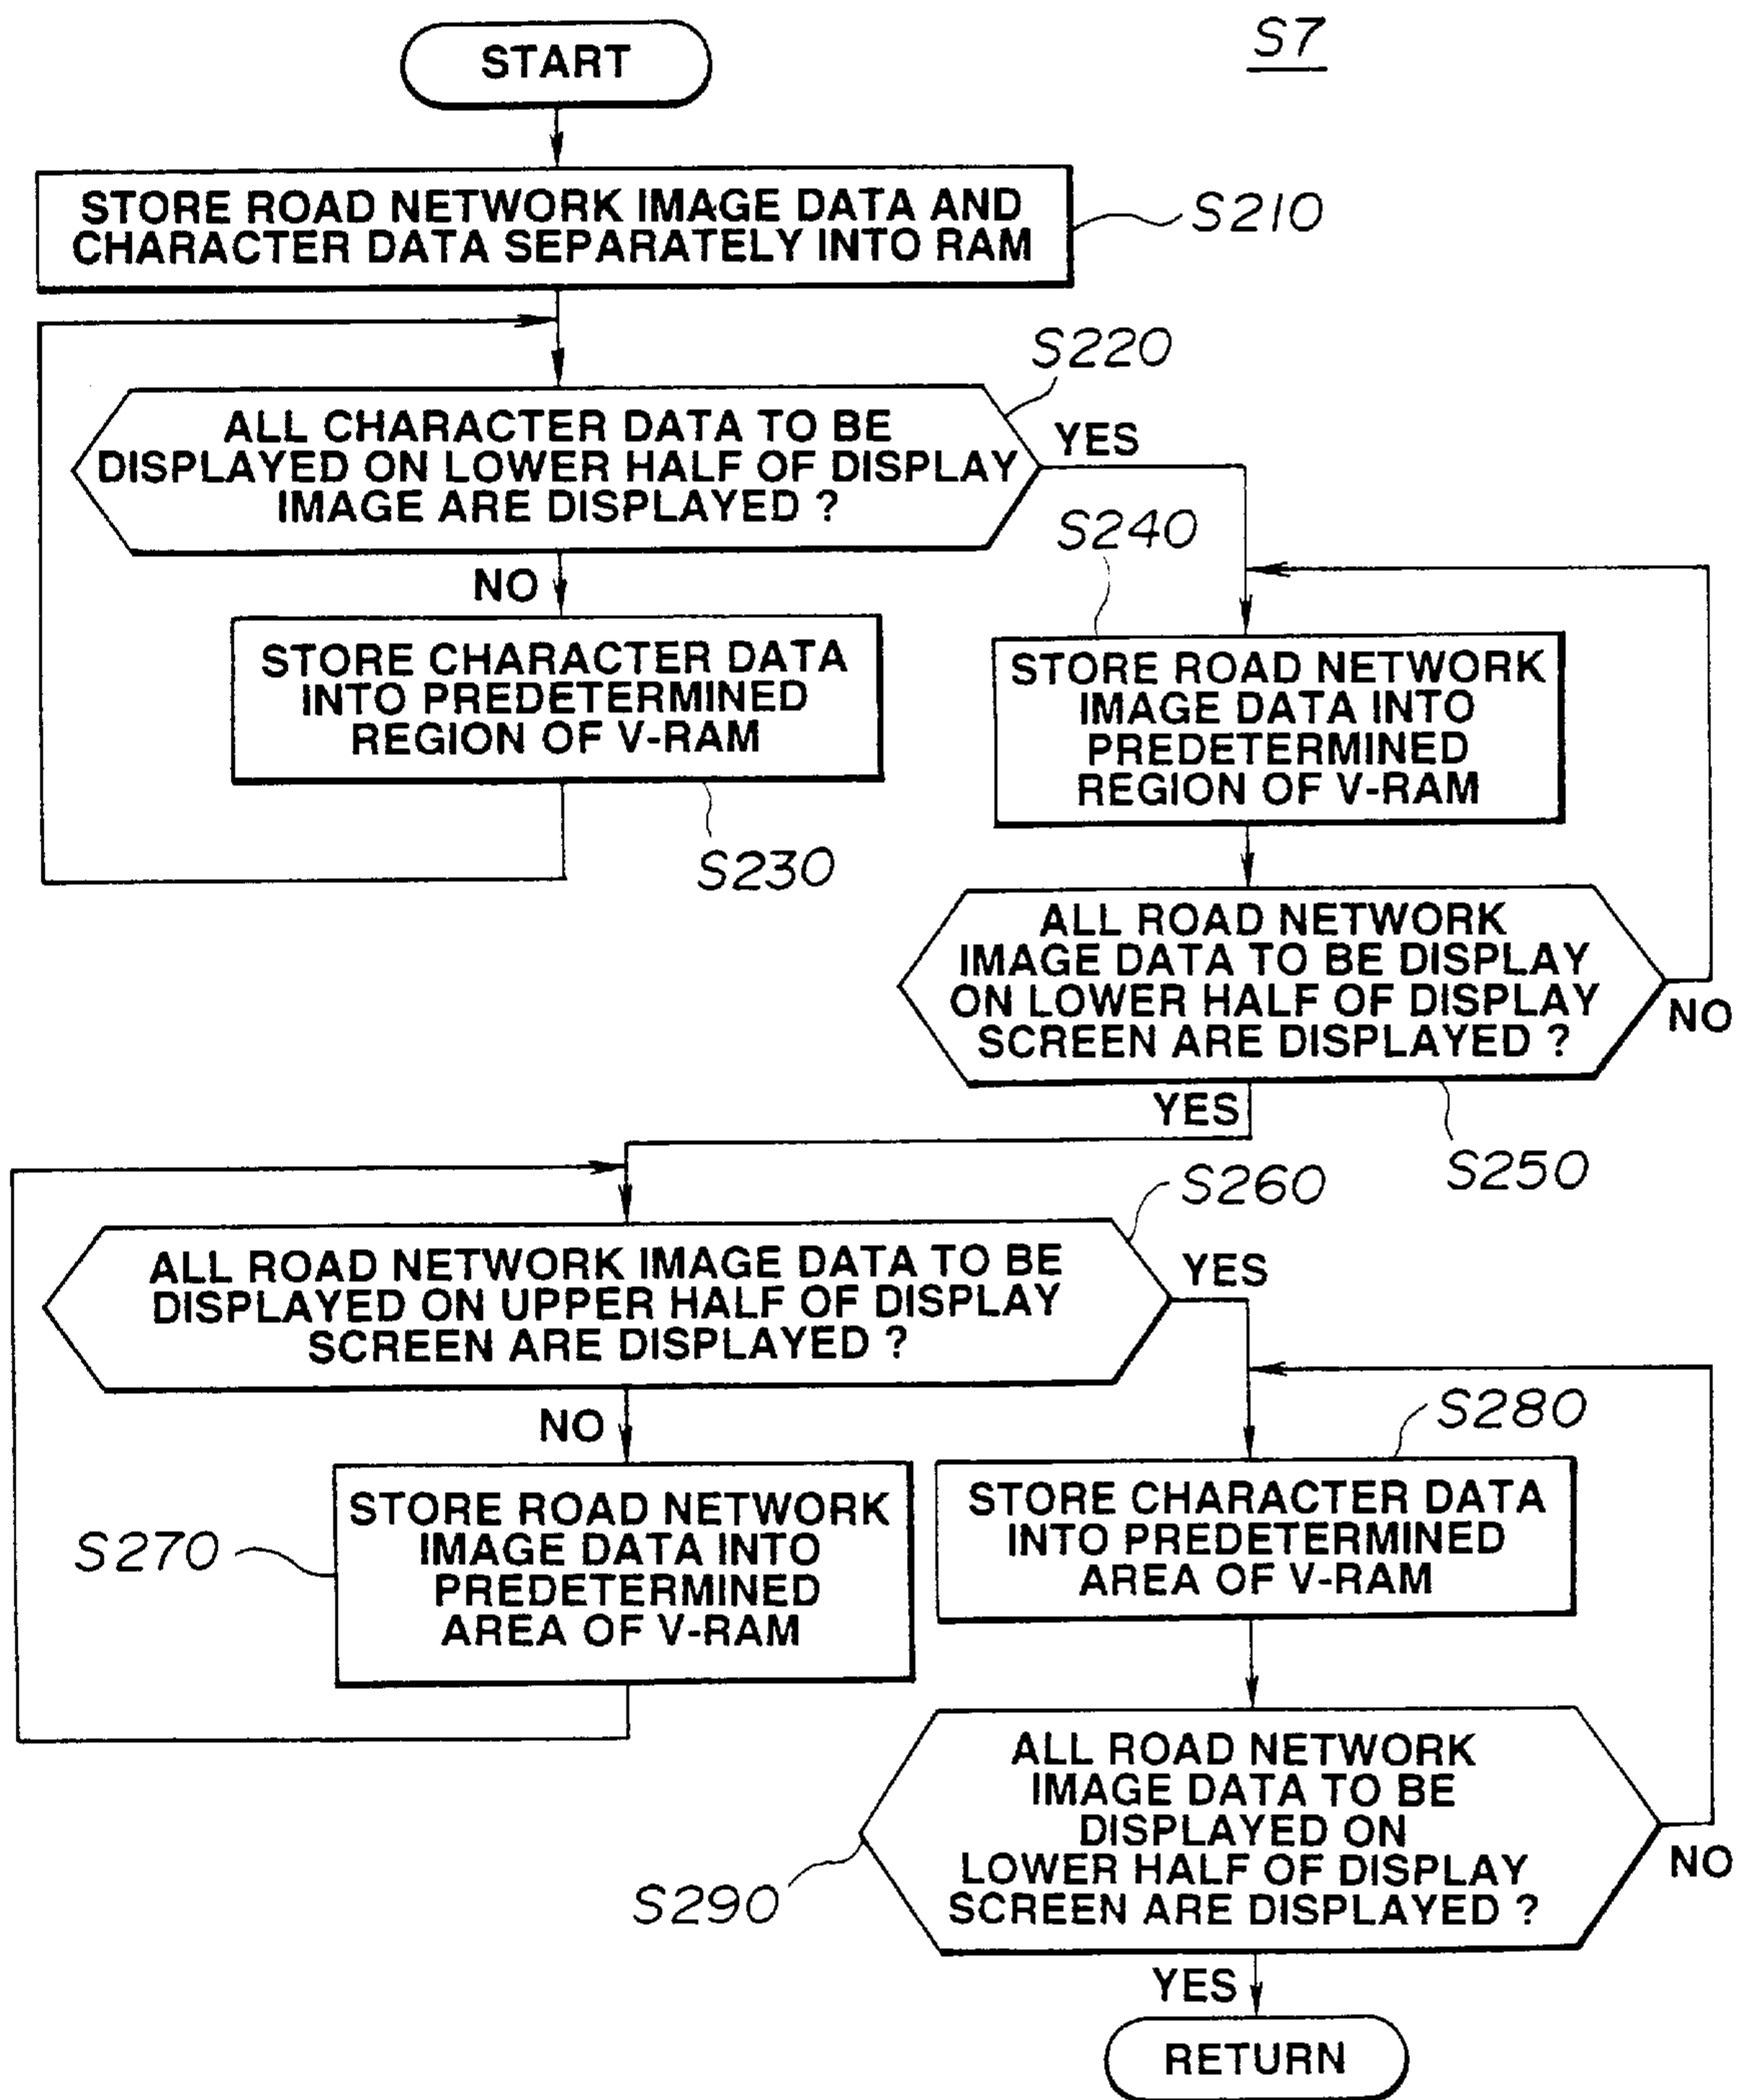 S7
START
STORE ROAD NETWORK IMAGE DATA AND
CHARACTER DATA SEPARATELY INTO RAM
S210
S220
ALL CHARACTER DATA TO BE
DISPLAYED ON LOWER HALF OF DISPLAY
IMAGE ARE DISPLAYED ?
YES
NO
S240
STORE CHARACTER DATA
INTO PREDETERMINED
REGION OF V-RAM
S230
STORE ROAD NETWORK
IMAGE DATA INTO
PREDETERMINED
REGION OF V-RAM
ALL ROAD NETWORK
IMAGE DATA TO BE DISPLAY
ON LOWER HALF OF DISPLAY
SCREEN ARE DISPLAYED ?
NO
YES
S250
S260
ALL ROAD NETWORK IMAGE DATA TO BE
DISPLAYED ON UPPER HALF OF DISPLAY
SCREEN ARE DISPLAYED ?
YES
NO
S270
STORE ROAD NETWORK
IMAGE DATA INTO
PREDETERMINED
AREA OF V-RAM
S280
STORE CHARACTER DATA
INTO PREDETERMINED
AREA OF V-RAM
ALL ROAD NETWORK
IMAGE DATA TO BE
DISPLAYED ON
LOWER HALF OF DISPLAY
SCREEN ARE DISPLAYED ?
NO
S290
YES
RETURN